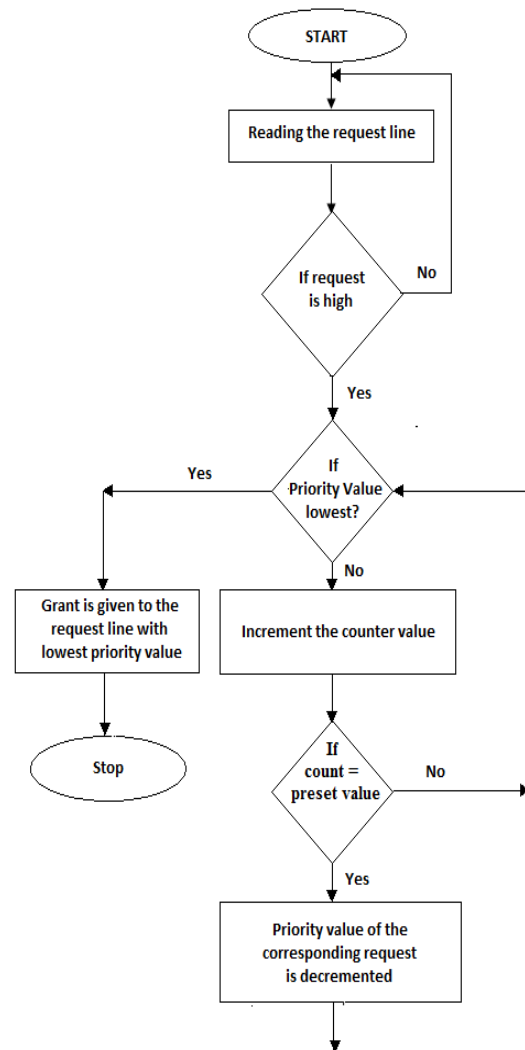 START
Reading the request line
If request
is high
No
Yes
If
Priority Value
lowest?
Yes
No
Grant is given to the
request line with
lowest priority value
Increment the counter value
Stop
If
count =
preset value
No
Yes
Priority value of the
corresponding request
is decremented